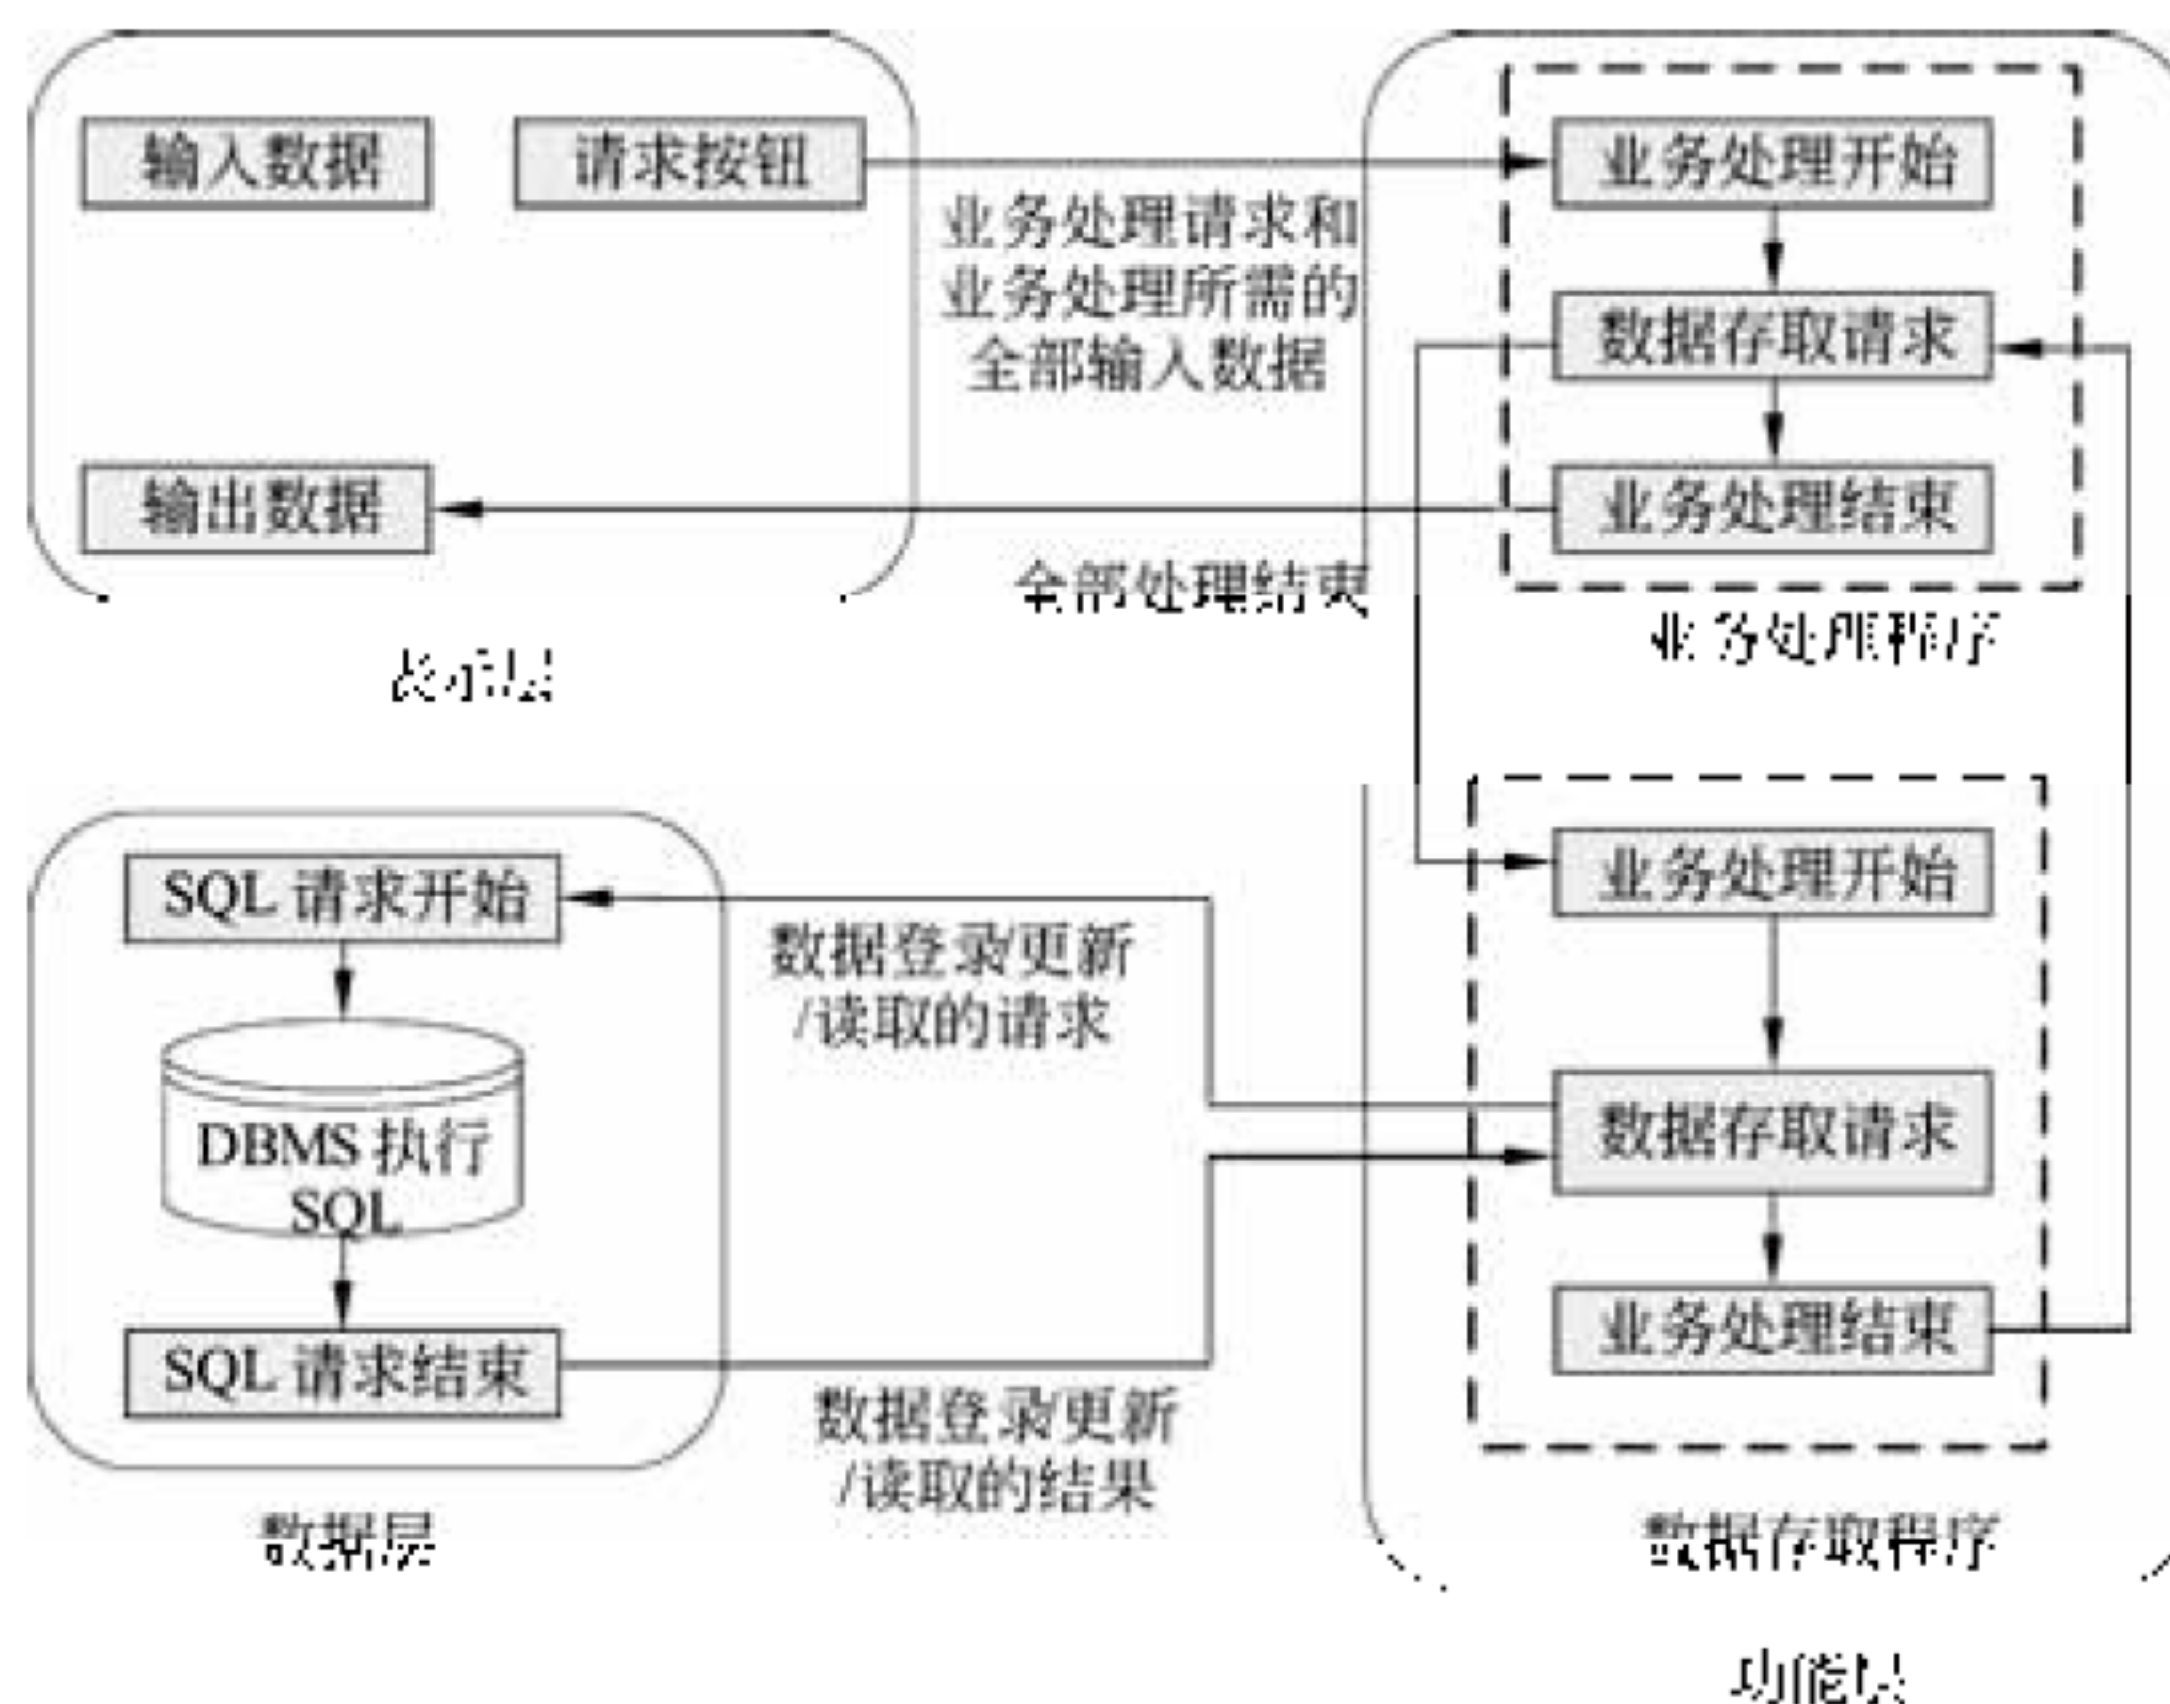 输入数据
请求按钮
业务处理请求和
业务处理所需的
全部输入数据
业务处理开始
数据存取请求
业务处理结束
输出数据
全部处理结束
业务处理程序
表示层
SQL 请求开始
DBMS 执行
SQL
SQL 请求结束
数据层
数据登录/更新
/读取的请求
数据登录/更新
/读取的结果
业务处理开始
数据存取请求
业务处理结束
数据存取程序
功能层